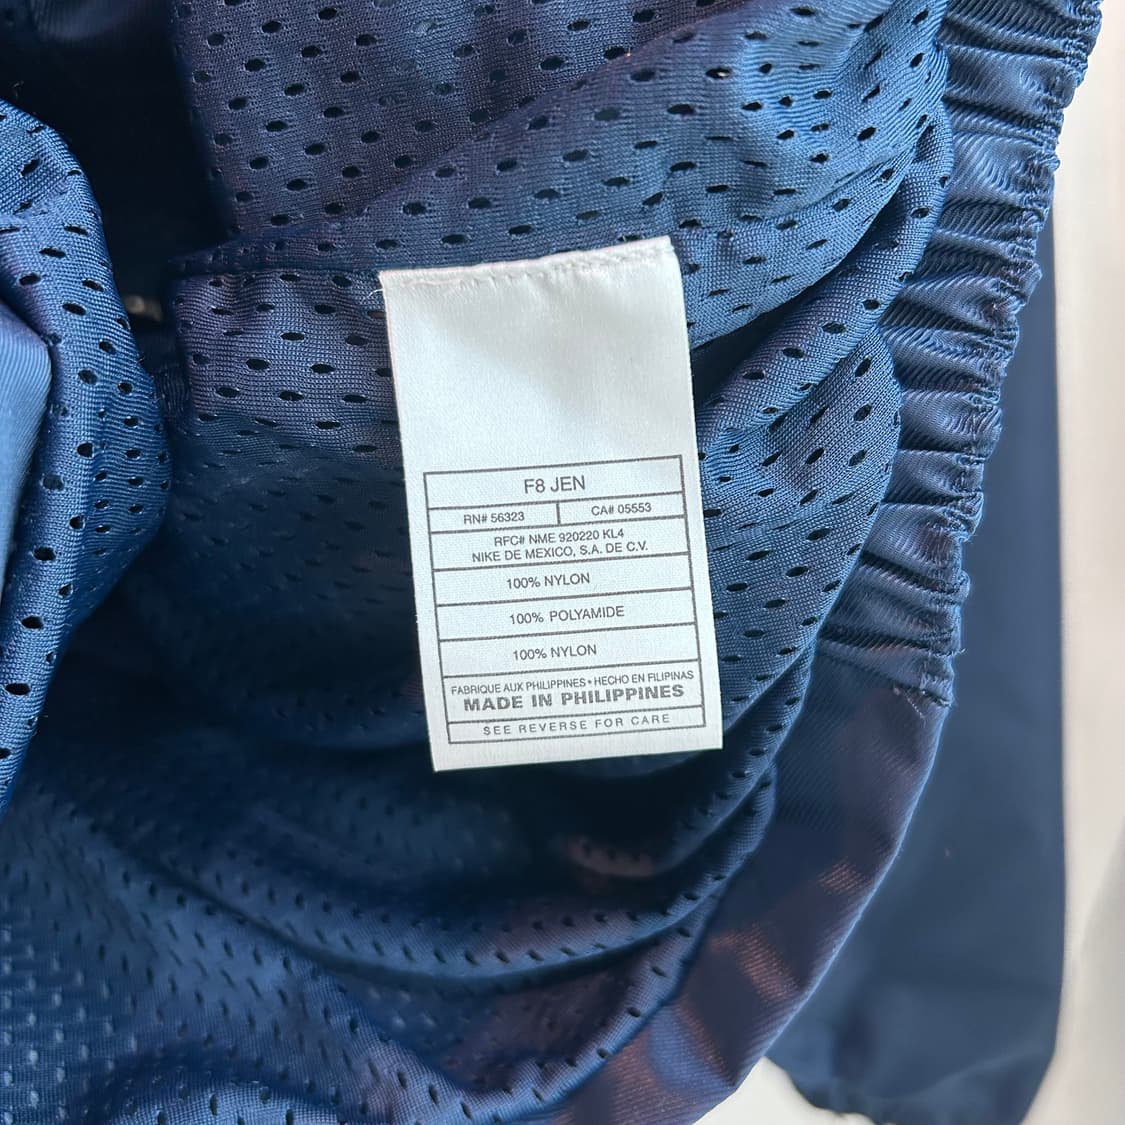 F8 JEN
RN# 56323 CA# 05553
RFC# NME 920220 KL4
NIKE DE MEXICO, S.A. DE C.V.
100% NYLON
100% POLYAMIDE
100% NYLON
FABRIQUE AUX PHILIPPINES • HECHO EN FILIPINAS
MADE IN PHILIPPINES
SEE REVERSE FOR CARE